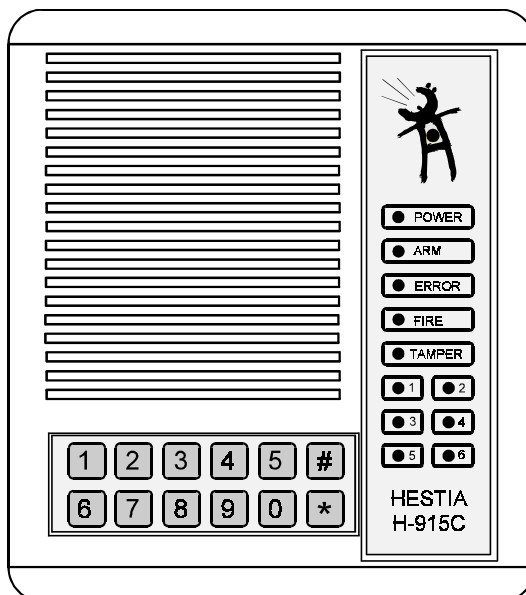 POWER
ARM
ERROR
FIRE
TAMPER
1 2
3 4
5 6
1 2 3 4 5 #
6 7 8 9 0 *
HESTIA
H-915C